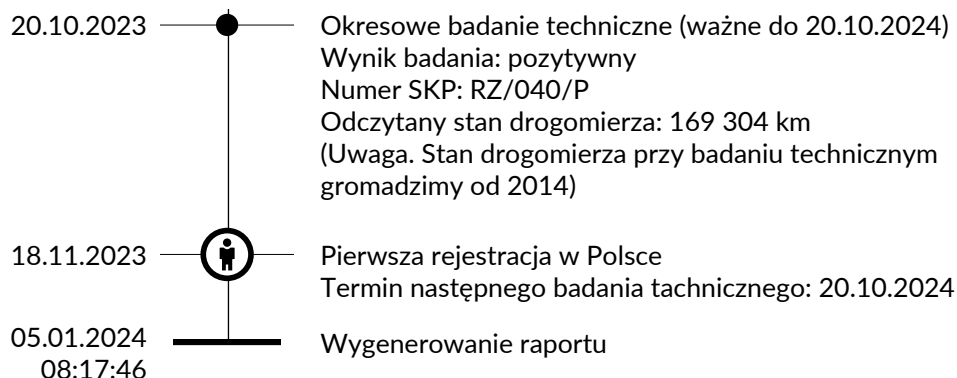 20.10.2023
Okresowe badanie techniczne (ważne do 20.10.2024)
Wynik badania: pozytywny
Numer SKP: RZ/040/P
Odczytany stan drogomierza: 169 304 km
(Uwaga. Stan drogomierza przy badaniu technicznym
gromadzimy od 2014)
18.11.2023
Pierwsza rejestracja w Polsce
Termin następnego badania tachnicznego: 20.10.2024
05.01.2024
08:17:46
Wygenerowanie raportu